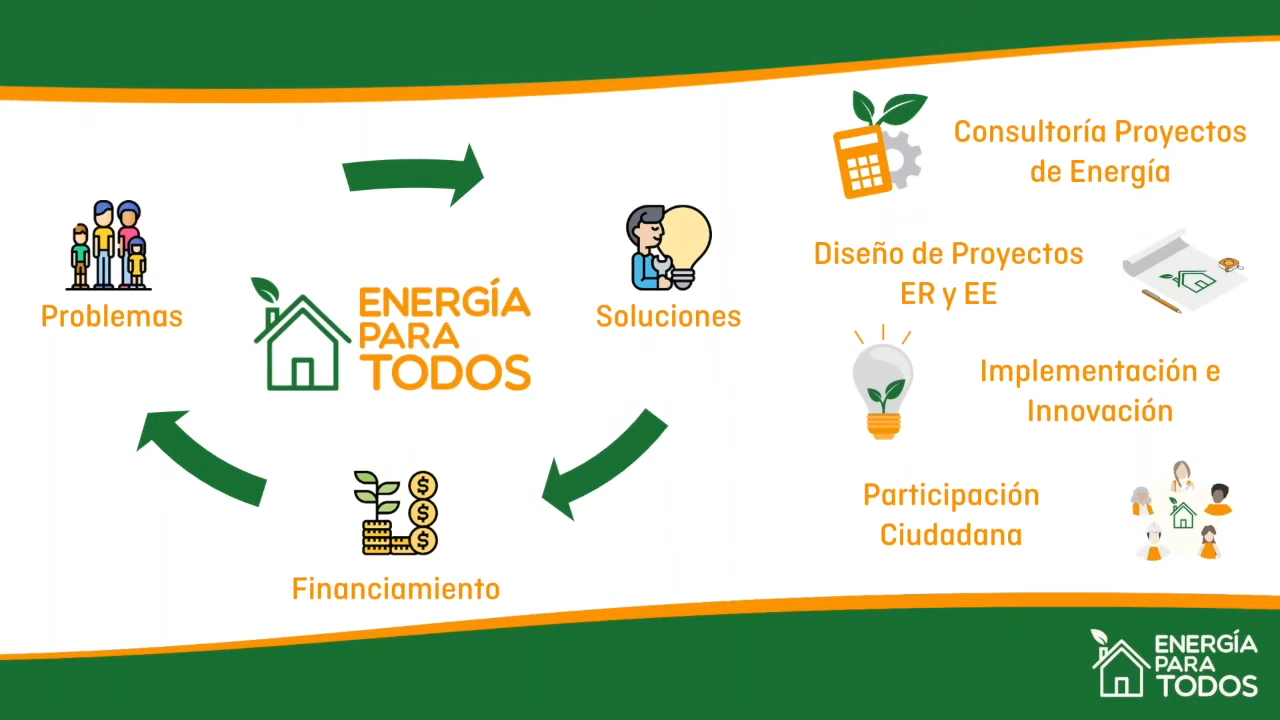 Problemas
ENERGÍA
PARA
TODOS
Soluciones
Financiamiento
Consultoría Proyectos
de Energía
Diseño de Proyectos
ER y EE
Implementación e
Innovación
Participación
Ciudadana
ENERGÍA
PARA
TODOS